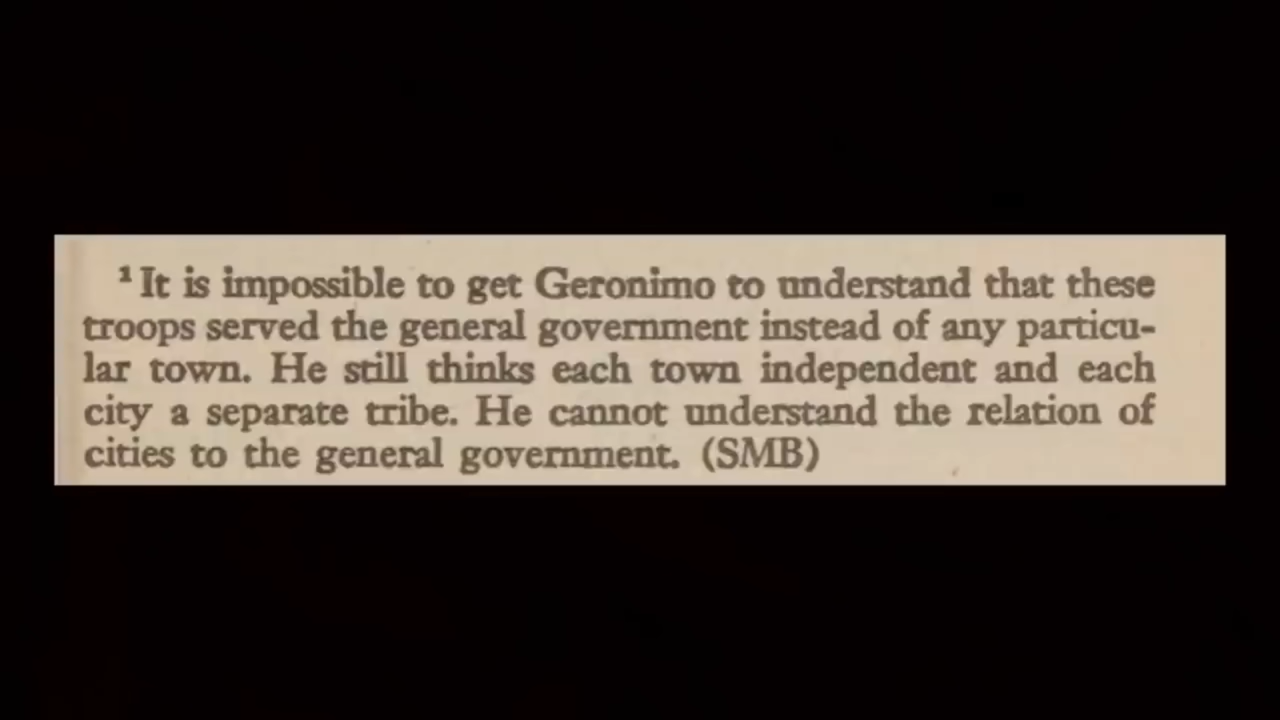 ¹ It is impossible to get Geronimo to understand that these
troops served the general government instead of any particu-
lar town. He still thinks each town independent and each
city a separate tribe. He cannot understand the relation of
cities to the general government. (SMB)